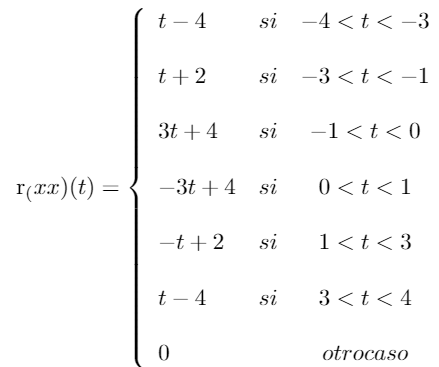 t − 4 si −4 < t < −3
t + 2 si −3 < t < −1
3t + 4 si −1 < t < 0
r₍xx)(t) = −3t + 4 si 0 < t < 1
−t + 2 si 1 < t < 3
t − 4 si 3 < t < 4
0 otrocaso